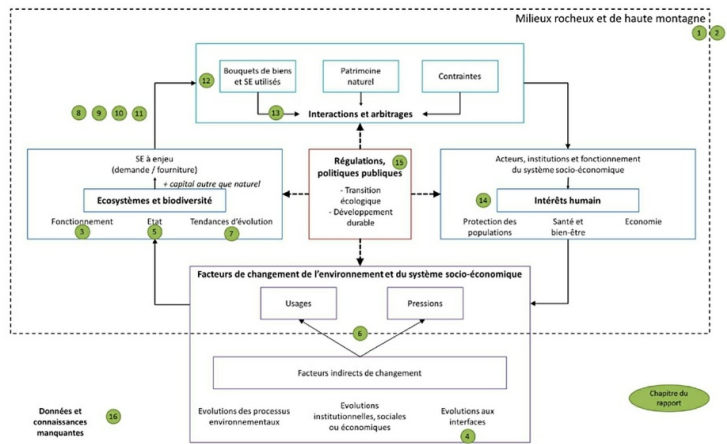 Milieux rocheux et de haute montagne
1 2
Bouquets de biens
et SE utilisés
Patrimoine
naturel
Contraintes
12
13
Interactions et arbitrages
8 9 10 11
SE à enjeu
(demande / fourniture)
+ capital autre que naturel
Ecosystèmes et biodiversité
Fonctionnement Etat Tendances d'évolution
3 5 7
Régulations,
politiques publiques
15
- Transition
écologique
- Développement
durable
Acteurs, institutions et fonctionnement
du système socio-économique
14
Intérêts humain
Protection des
populations
Santé et
bien-être
Economie
Facteurs de changement de l'environnement et du système socio-économique
Usages
Pressions
6
Facteurs indirects de changement
Evolutions des processus
environnementaux
Evolutions
institutionnelles, sociales
ou économiques
Evolutions aux
interfaces
4
Données et
connaissances
manquantes
16
Chapitre du
rapport